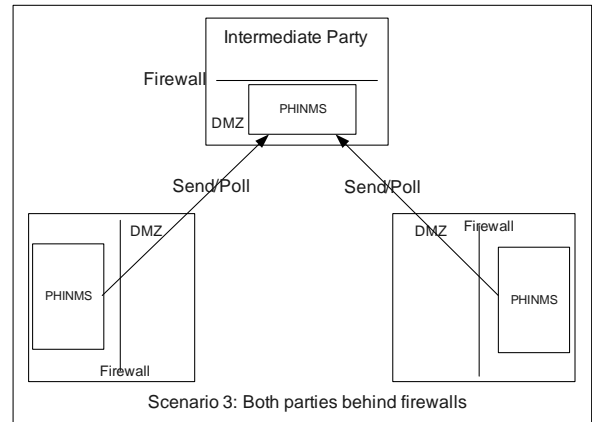 Intermediate Party
Firewall
PHINMS
DMZ
Send/Poll
Send/Poll
DMZ
PHINMS
Firewall
DMZ
Firewall
PHINMS
Scenario 3: Both parties behind firewalls